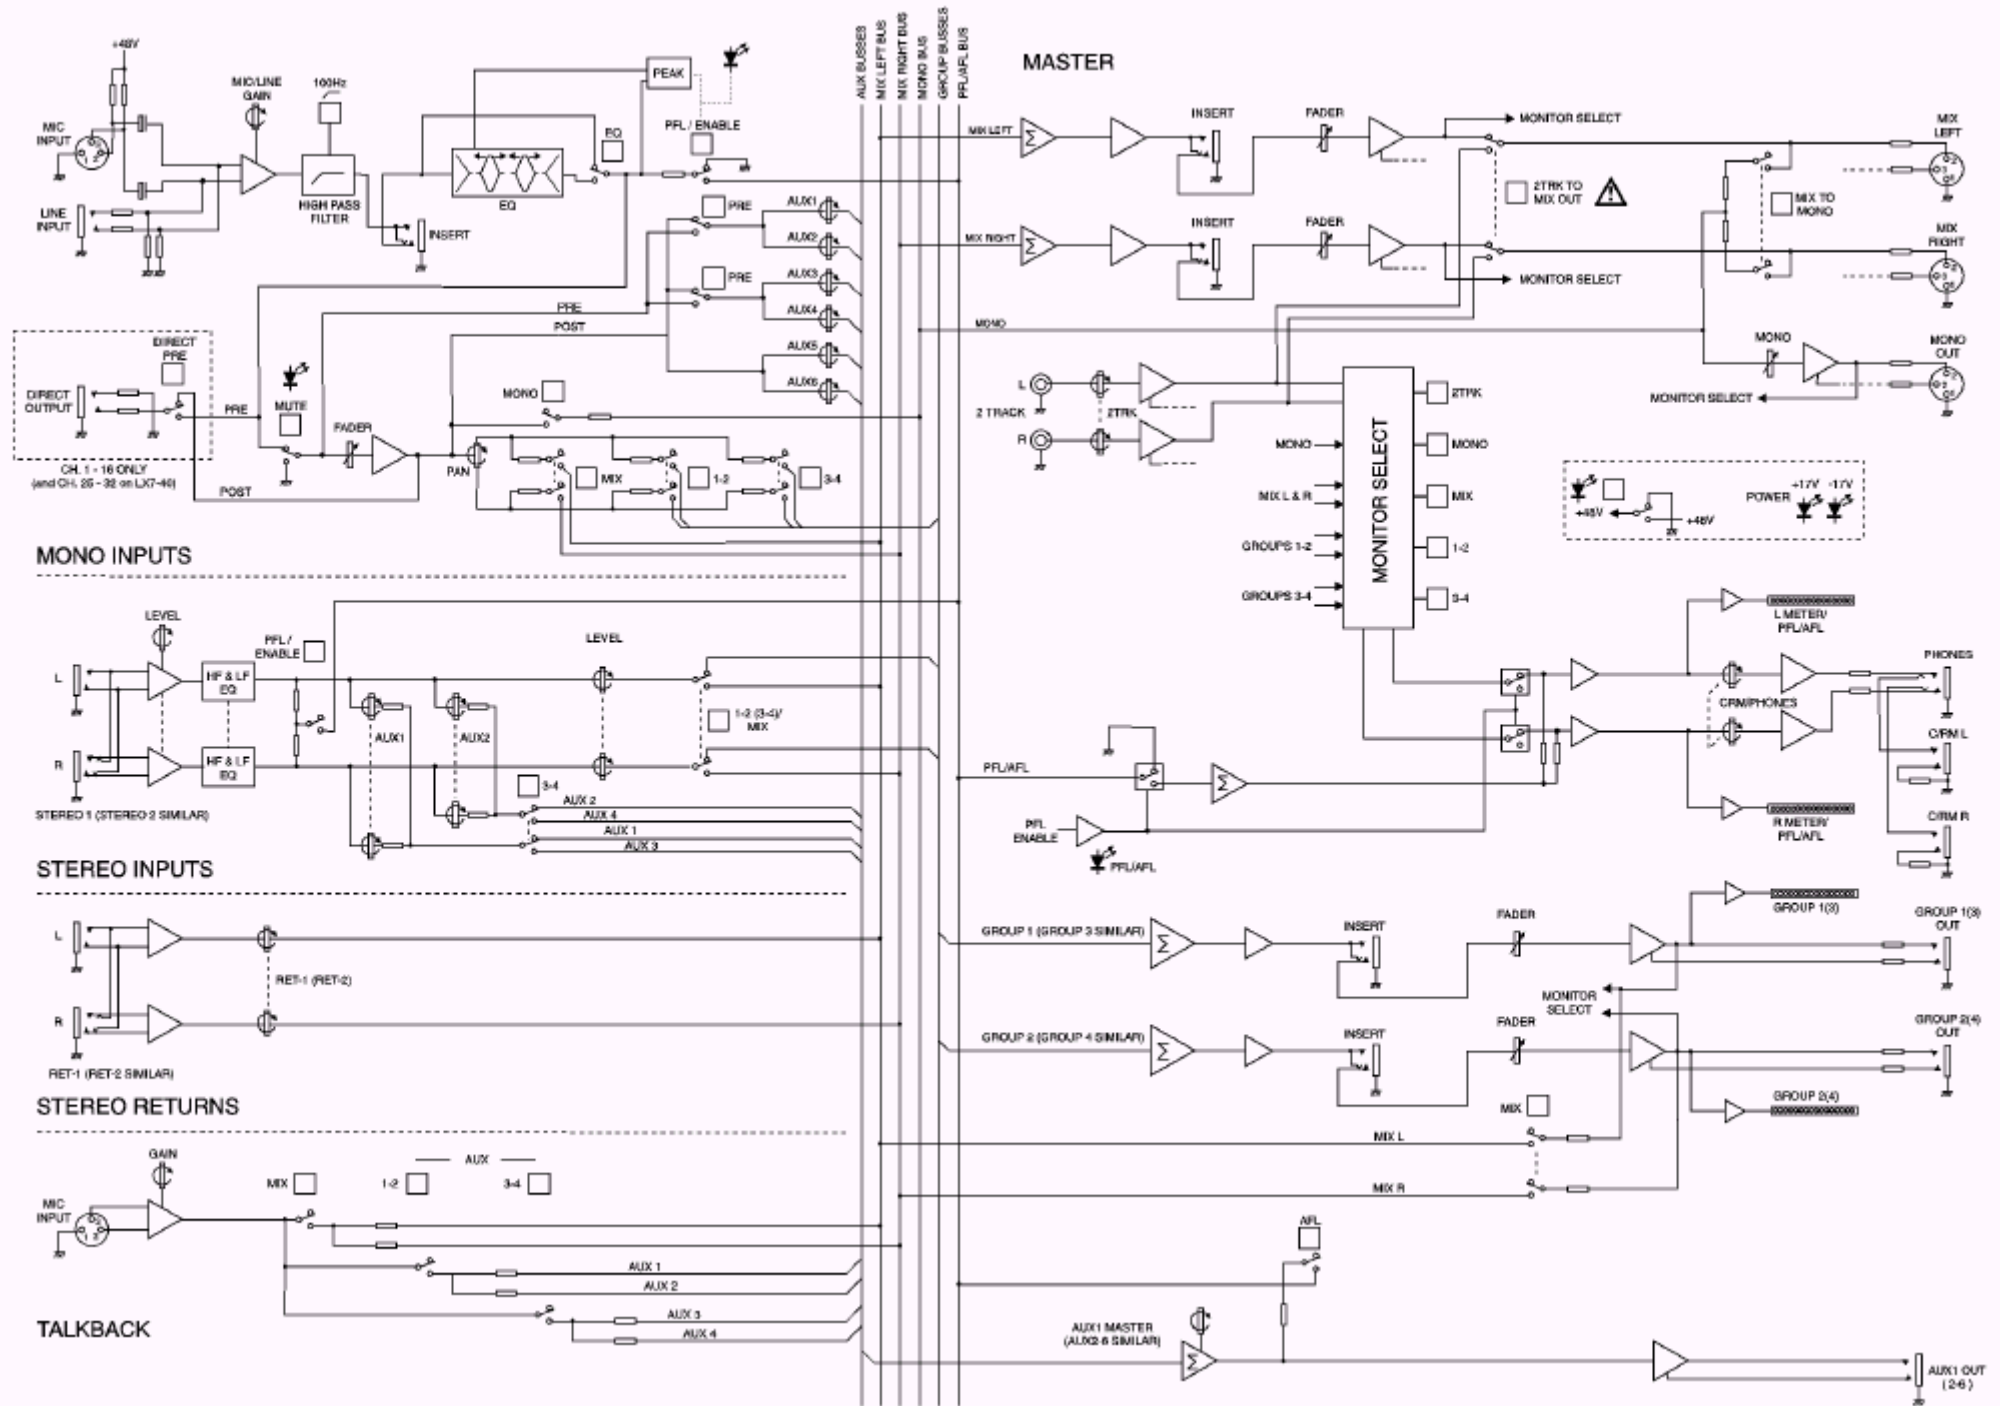 +48V
MIC/LINE
GAIN
100Hz
MIC
INPUT
LINE
INPUT
HIGH PASS
FILTER
INSERT
EQ
EQ
PEAK
PFL / ENABLE
PRE
AUX1
AUX2
PRE
AUX3
AUX4
AUX5
AUX6
PRE
POST
DIRECT
PRE
DIRECT
OUTPUT
PRE
MUTE
FADER
MONO
PAN
MIX
1-2
3-4
CH. 1 - 16 ONLY
(and CH. 25 - 32 on LX7-40)
POST
MONO INPUTS
LEVEL
PFL /
ENABLE
LEVEL
L
HF & LF
EQ
AUX1
AUX2
1-2 (3-4)/
MIX
R
HF & LF
EQ
3-4
AUX 2
AUX 4
AUX 1
AUX 3
STEREO 1 (STEREO 2 SIMILAR)
STEREO INPUTS
L
RET-1 (RET-2)
R
RET-1 (RET-2 SIMILAR)
STEREO RETURNS
GAIN
AUX
MIX
1-2
3-4
MIC
INPUT
AUX 1
AUX 2
AUX 3
AUX 4
TALKBACK
AUX BUSSES
MIX LEFT BUS
MIX RIGHT BUS
MONO BUS
GROUP BUSSES
PFL/AFL BUS
MASTER
MIX LEFT
INSERT
FADER
MONITOR SELECT
MIX
LEFT
2TRK TO
MIX OUT
MIX TO
MONO
MIX RIGHT
INSERT
FADER
MONITOR SELECT
MIX
RIGHT
MONO
MONO
MONO
OUT
MONITOR SELECT
L
2 TRACK
R
2TRK
MONITOR SELECT
2TRK
MONO
MONO
MIX L & R
MIX
GROUPS 1-2
1-2
GROUPS 3-4
3-4
+48V
+48V
POWER
+17V
-17V
L METER/
PFL/AFL
PHONES
CRM/PHONES
C/RM L
PFL/AFL
PFL
ENABLE
PFL/AFL
R METER/
PFL/AFL
C/RM R
GROUP 1 (GROUP 3 SIMILAR)
INSERT
FADER
GROUP 1(3)
GROUP 1(3)
OUT
MONITOR
SELECT
GROUP 2 (GROUP 4 SIMILAR)
INSERT
FADER
GROUP 2(4)
OUT
GROUP 2(4)
MIX
MIX L
MIX R
AFL
AUX1 MASTER
(AUX2-6 SIMILAR)
AUX1 OUT
(2-6)